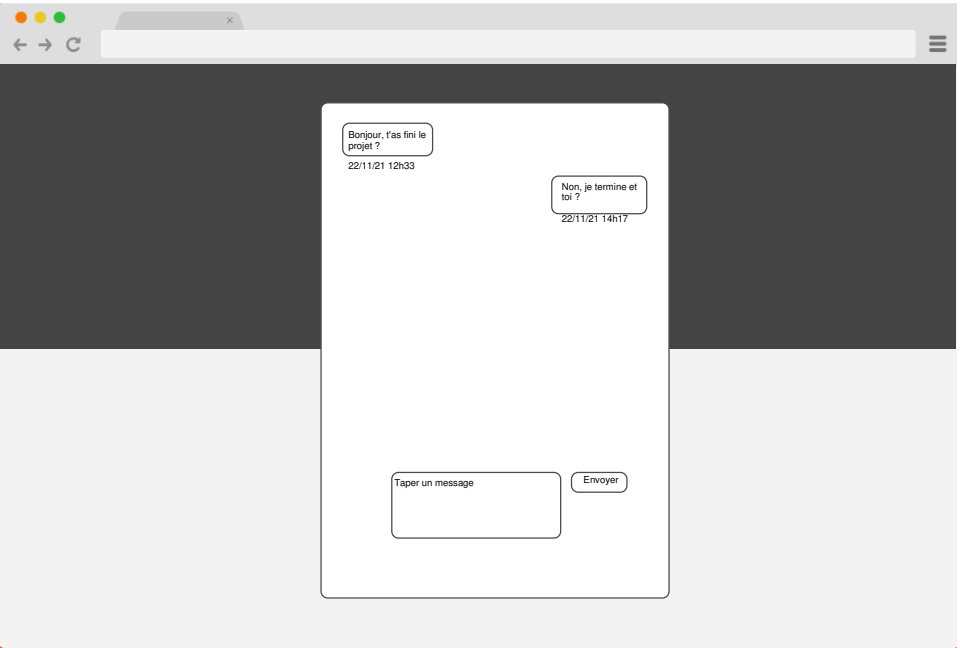 Bonjour, t'as fini le
projet ?
22/11/21 12h33
Non, je termine et
toi ?
22/11/21 14h17
Taper un message
Envoyer